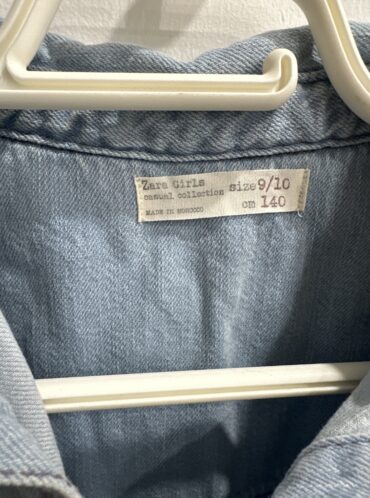 Zara Girls size 9/10
casual collection
MADE IN MOROCCO cm 140